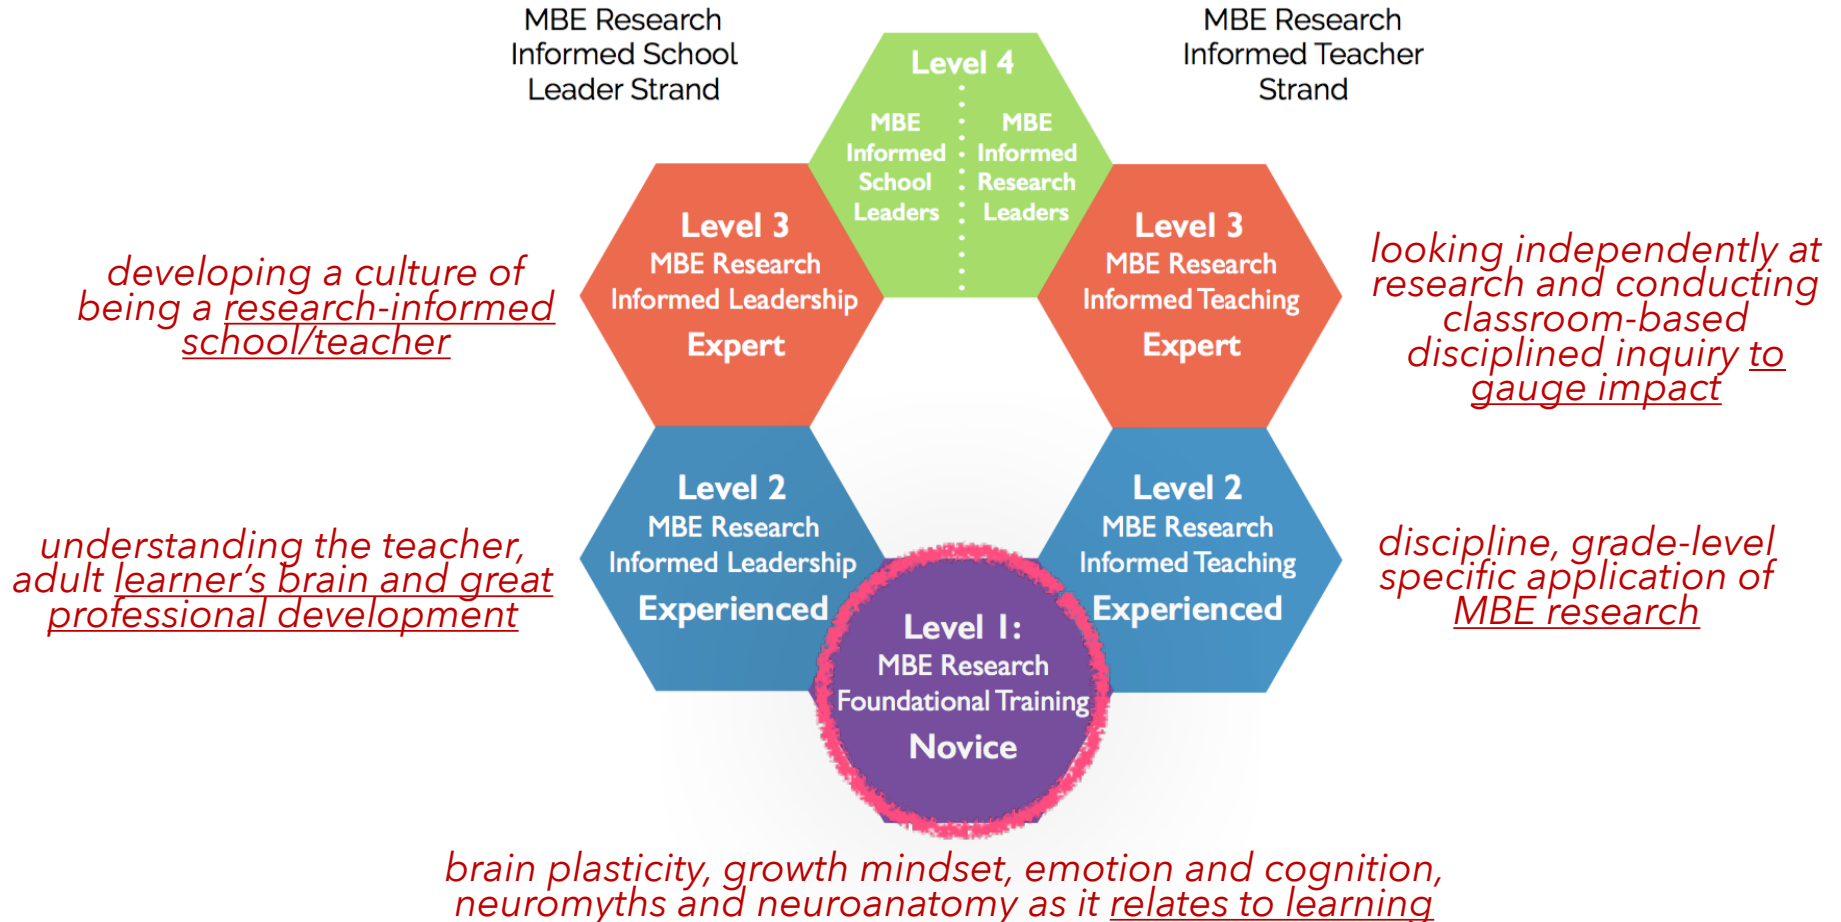 MBE Research
Informed School
Leader Strand
MBE Research
Informed Teacher
Strand
Level 4
MBE
Informed
School
Leaders
MBE
Informed
Research
Leaders
Level 3
MBE Research
Informed Leadership
Expert
Level 3
MBE Research
Informed Teaching
Expert
developing a culture of
being a research-informed
school/teacher
looking independently at
research and conducting
classroom-based
disciplined inquiry to
gauge impact
Level 2
MBE Research
Informed Leadership
Experienced
Level 2
MBE Research
Informed Teaching
Experienced
understanding the teacher,
adult learner's brain and great
professional development
discipline, grade-level
specific application of
MBE research
Level 1:
MBE Research
Foundational Training
Novice
brain plasticity, growth mindset, emotion and cognition,
neuromyths and neuroanatomy as it relates to learning